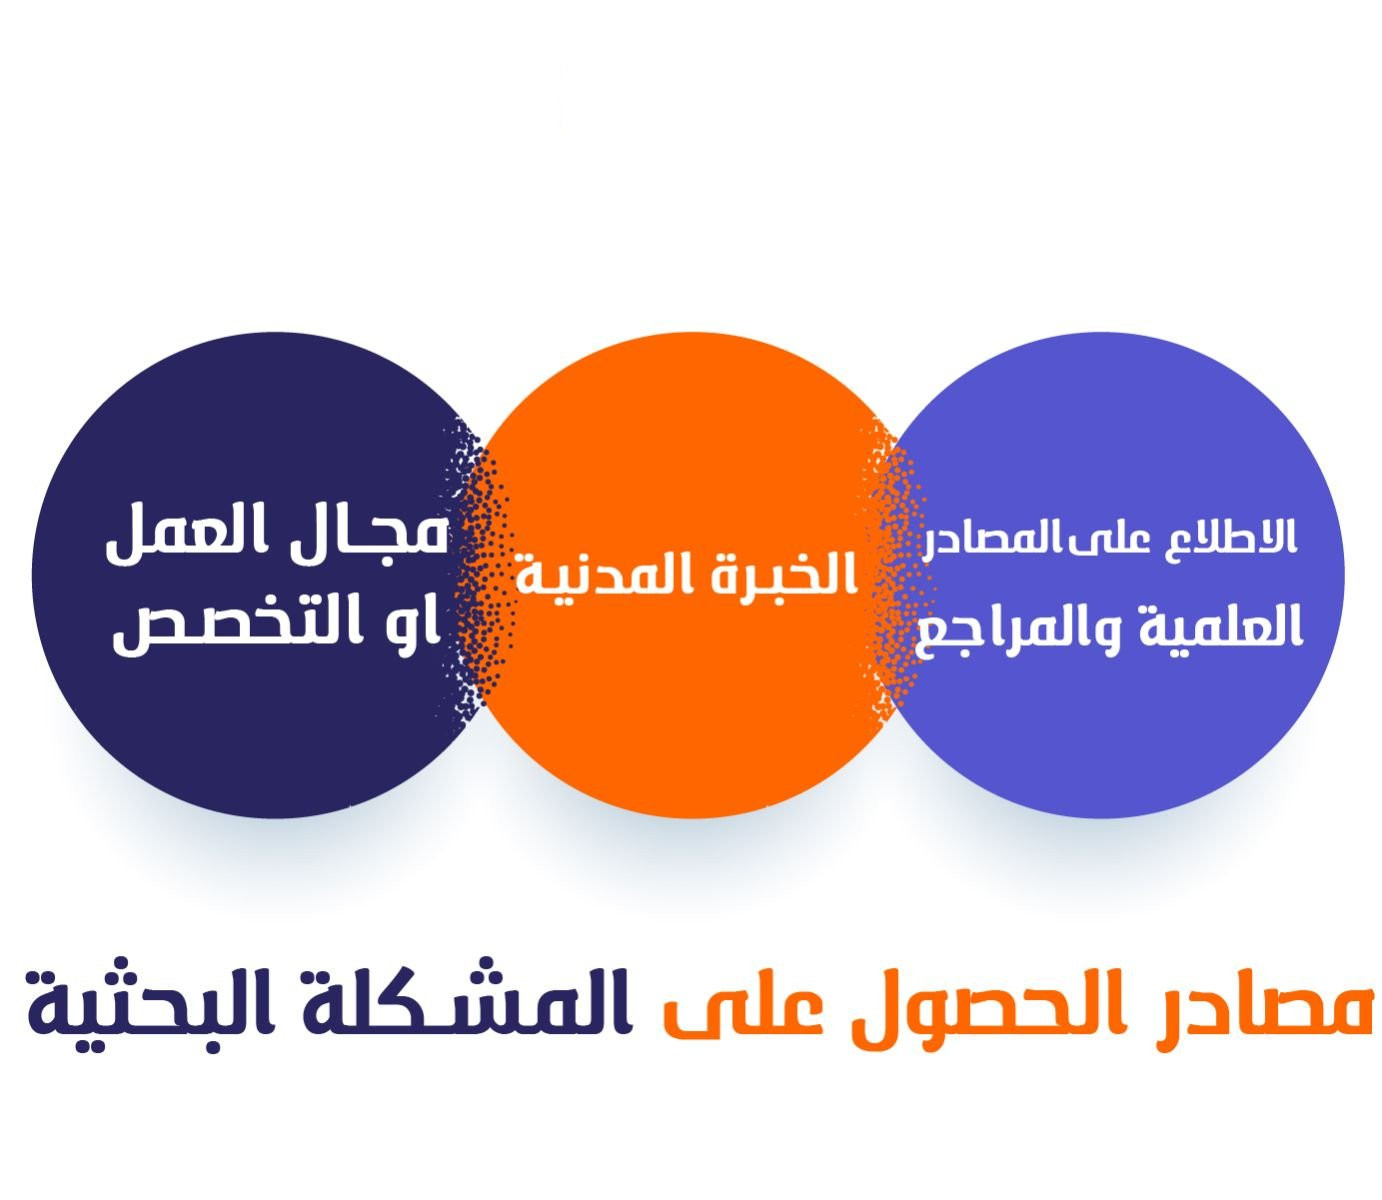 الاطلاع على المصادر
العلمية والمراجع
الخبرة المدنية
مجال العمل
او التخصص
مصادر الحصول على المشكلة البحثية